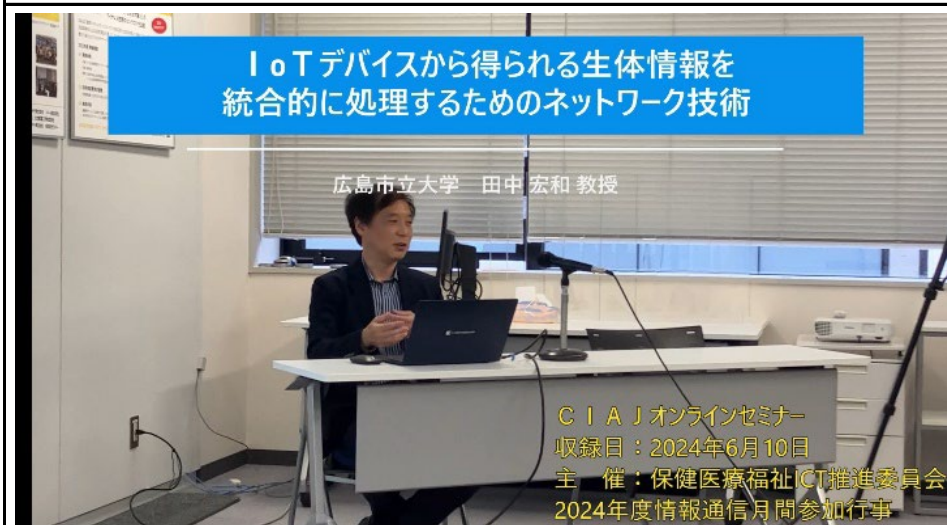 ＩｏＴデバイスから得られる生体情報を
統合的に処理するためのネットワーク技術
広島市立大学　田中 宏和 教授
ＣＩＡＪオンラインセミナー
収録日：2024年6月10日
主　催：保健医療福祉ICT推進委員会
2024年度情報通信月間参加行事